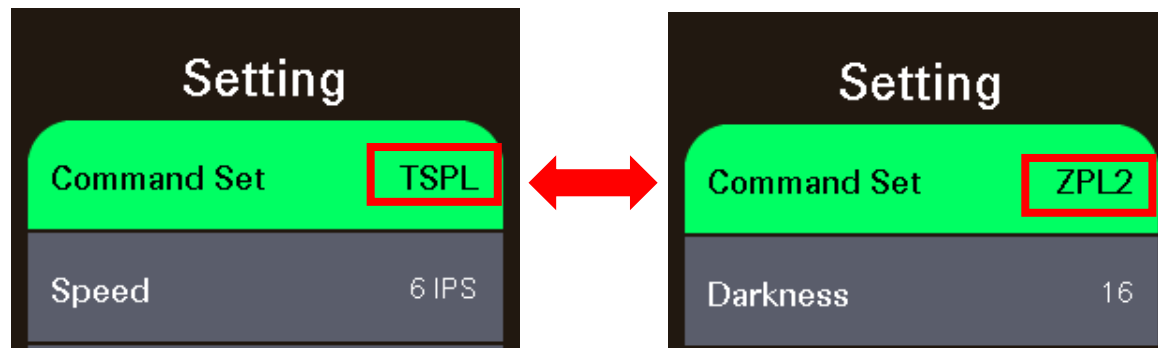 Setting
Command Set TSPL
Speed 6 IPS
Setting
Command Set ZPL2
Darkness 16